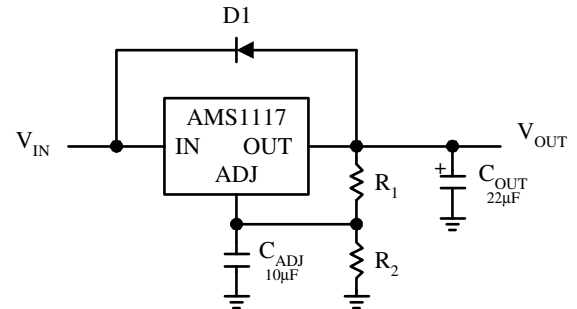 D1
AMS1117
V_IN
IN OUT
V_OUT
ADJ
+
R_1
C_OUT
22µF
C_ADJ
10µF
R_2